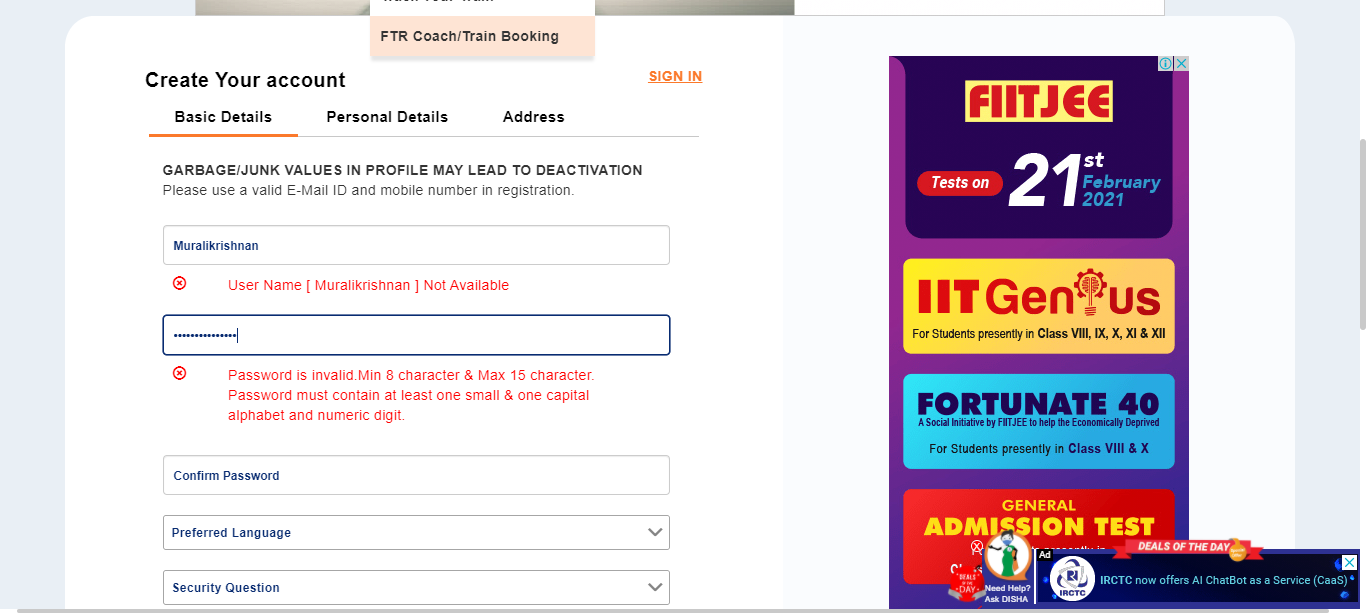 FTR Coach/Train Booking
Create Your account
SIGN IN
Basic Details
Personal Details
Address
GARBAGE/JUNK VALUES IN PROFILE MAY LEAD TO DEACTIVATION
Please use a valid E-Mail ID and mobile number in registration.
Muralikrishnan
User Name [ Muralikrishnan ] Not Available
Password is invalid.Min 8 character & Max 15 character.
Password must contain at least one small & one capital
alphabet and numeric digit.
Confirm Password
Preferred Language
Security Question
FIITJEE
Tests on 21st February 2021
IIT Genius
For Students presently in Class VIII, IX, X, XI & XII
FORTUNATE 40
A Social Initiative by FIITJEE to help the Economically Deprived
For Students presently in Class VIII & X
GENERAL
ADMISSION TEST
presently in
DEALS OF THE DAY
Need Help?
Ask DISHA
Ad
DEALS OF THE DAY
IRCTC
IRCTC now offers AI ChatBot as a Service (CaaS)